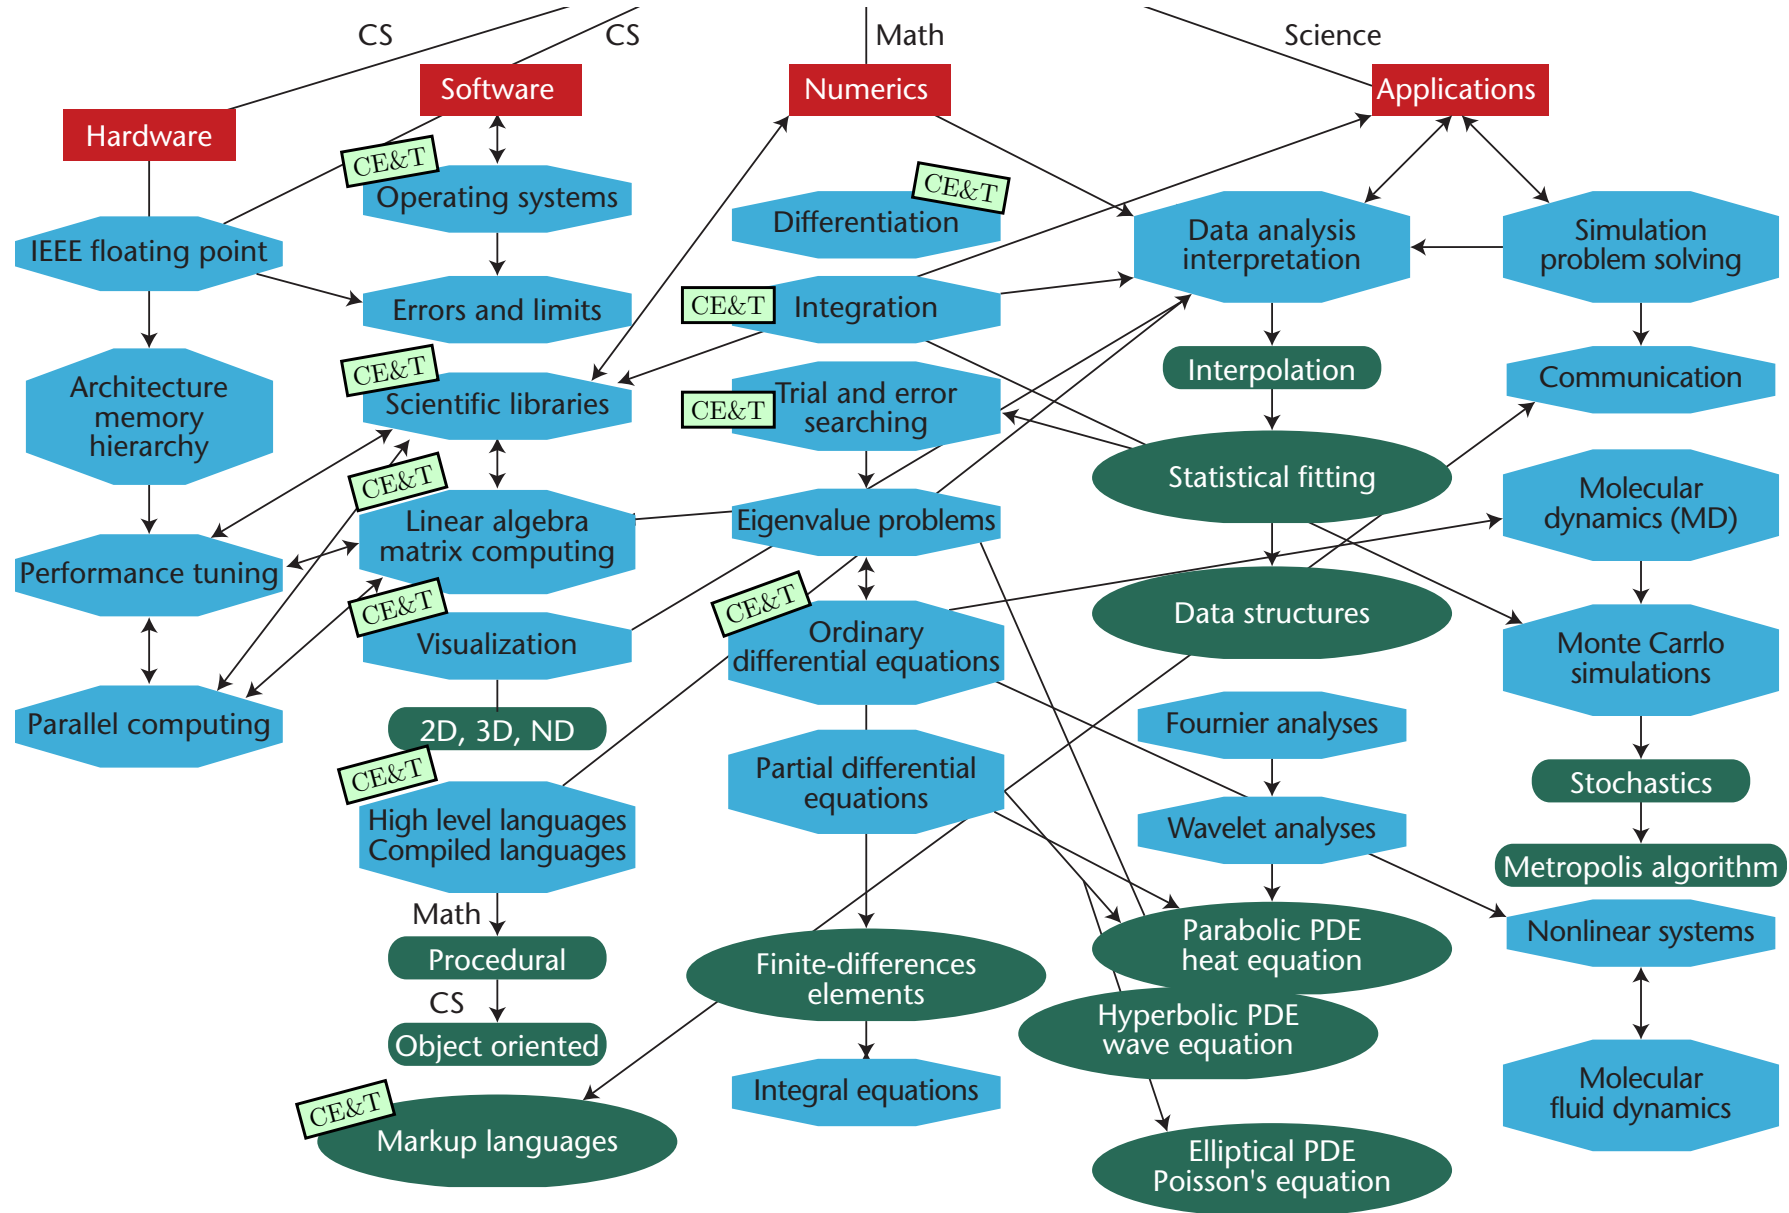 CS
CS
Math
Science
Hardware
Software
Numerics
Applications
CE&T
Operating systems
CE&T
Differentiation
Data analysis
interpretation
Simulation
problem solving
IEEE floating point
Errors and limits
CE&T
Integration
Interpolation
Communication
Architecture
memory
hierarchy
CE&T
Scientific libraries
CE&T
Trial and error
searching
Statistical fitting
Molecular
dynamics (MD)
CE&T
Linear algebra
matrix computing
Eigenvalue problems
Performance tuning
CE&T
Visualization
CE&T
Ordinary
differential equations
Data structures
Monte Carrlo
simulations
Parallel computing
2D, 3D, ND
Fournier analyses
CE&T
High level languages
Compiled languages
Partial differential
equations
Wavelet analyses
Stochastics
Metropolis algorithm
Math
Procedural
CS
Object oriented
Finite-differences
elements
Parabolic PDE
heat equation
Nonlinear systems
Hyperbolic PDE
wave equation
Integral equations
Molecular
fluid dynamics
CE&T
Markup languages
Elliptical PDE
Poisson's equation